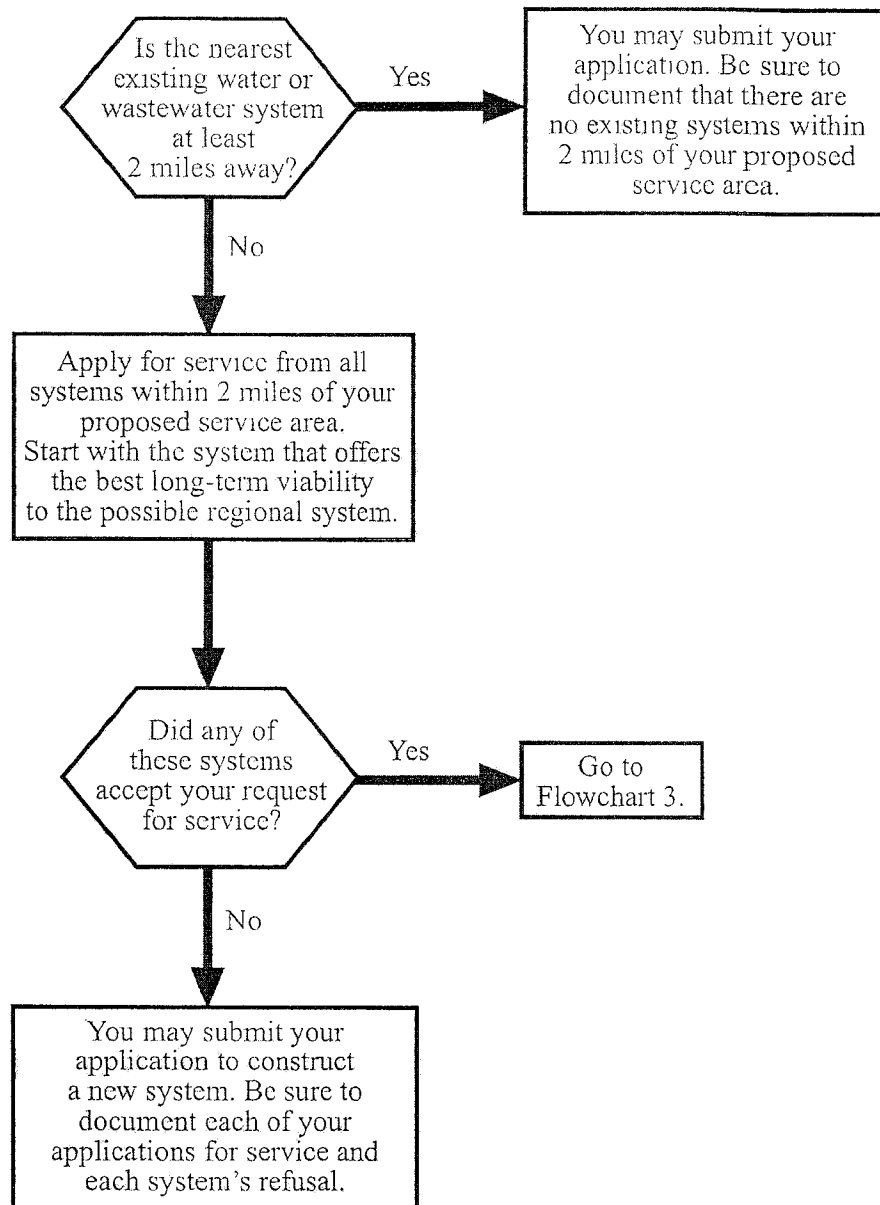 Is the nearest
existing water or
wastewater system
at least
2 miles away?
Yes
You may submit your
application. Be sure to
document that there are
no existing systems within
2 miles of your proposed
service area.
No
Apply for service from all
systems within 2 miles of your
proposed service area.
Start with the system that offers
the best long-term viability
to the possible regional system.
Did any of
these systems
accept your request
for service?
Yes
Go to
Flowchart 3.
No
You may submit your
application to construct
a new system. Be sure to
document each of your
applications for service and
each system's refusal.